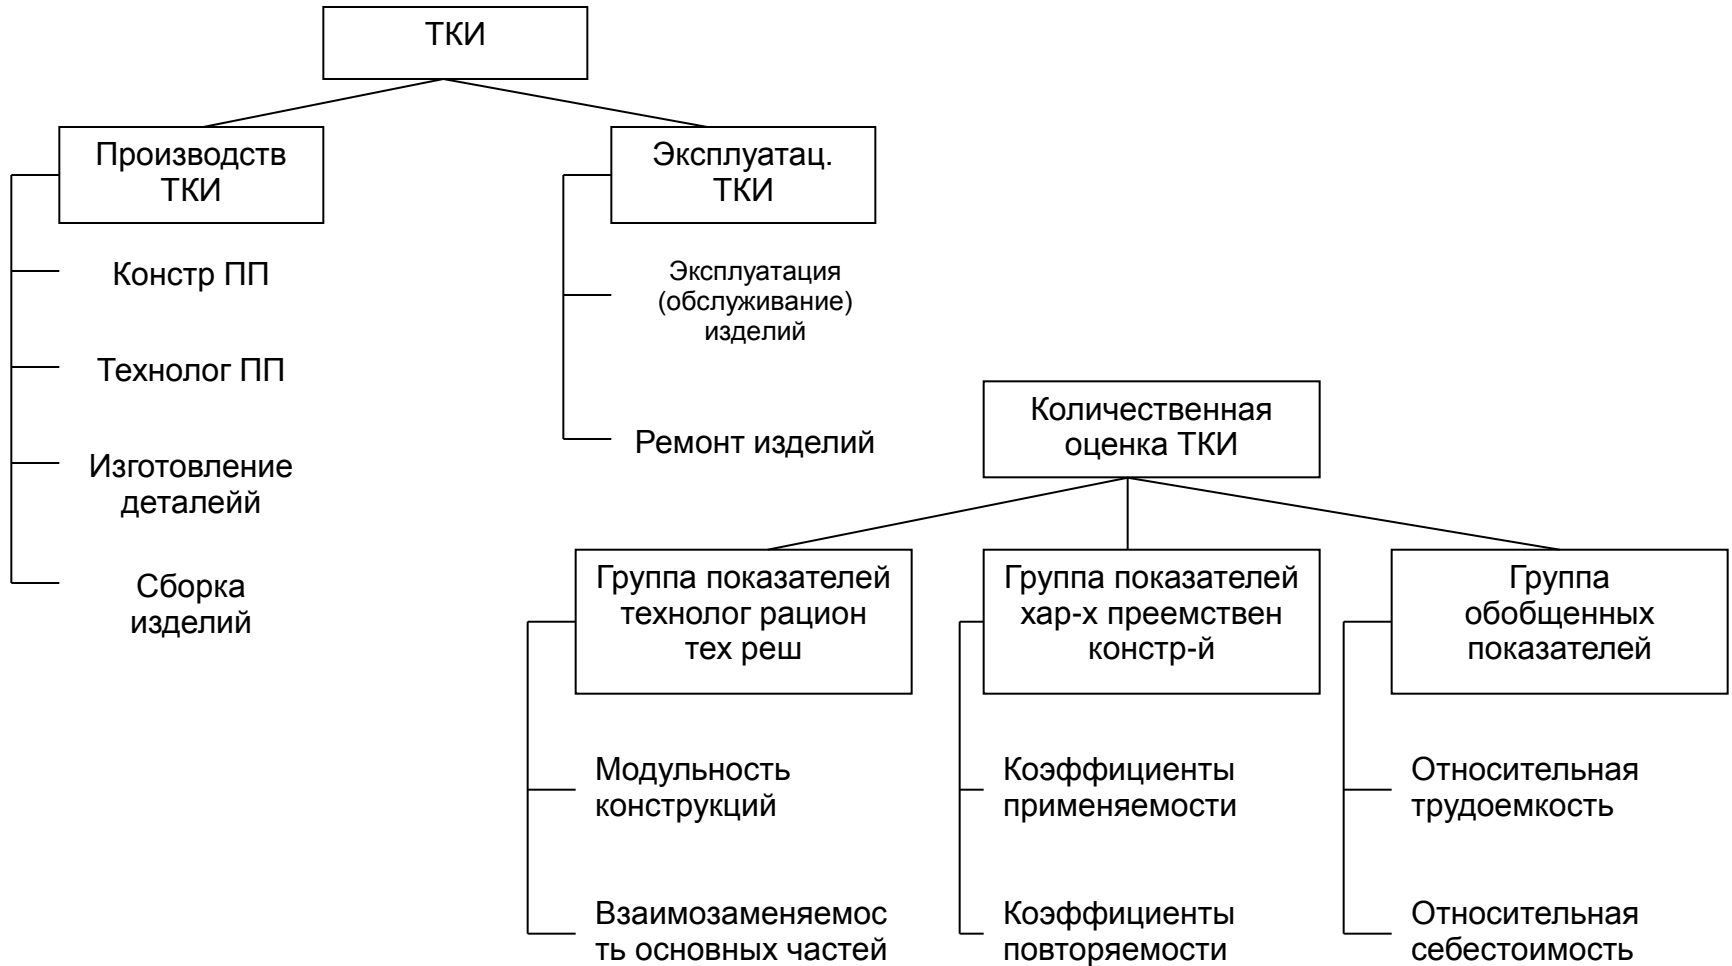 ТКИ
Производств
ТКИ
Эксплуатац.
ТКИ
Констр ПП
Технолог ПП
Изготовление
деталейй
Сборка
изделий
Эксплуатация
(обслуживание)
изделий
Ремонт изделий
Количественная
оценка ТКИ
Группа показателей
технолог рацион
тех реш
Группа показателей
хар-х преемствен
констр-й
Группа
обобщенных
показателей
Модульность
конструкций
Взаимозаменяемос
ть основных частей
Коэффициенты
применяемости
Коэффициенты
повторяемости
Относительная
трудоемкость
Относительная
себестоимость